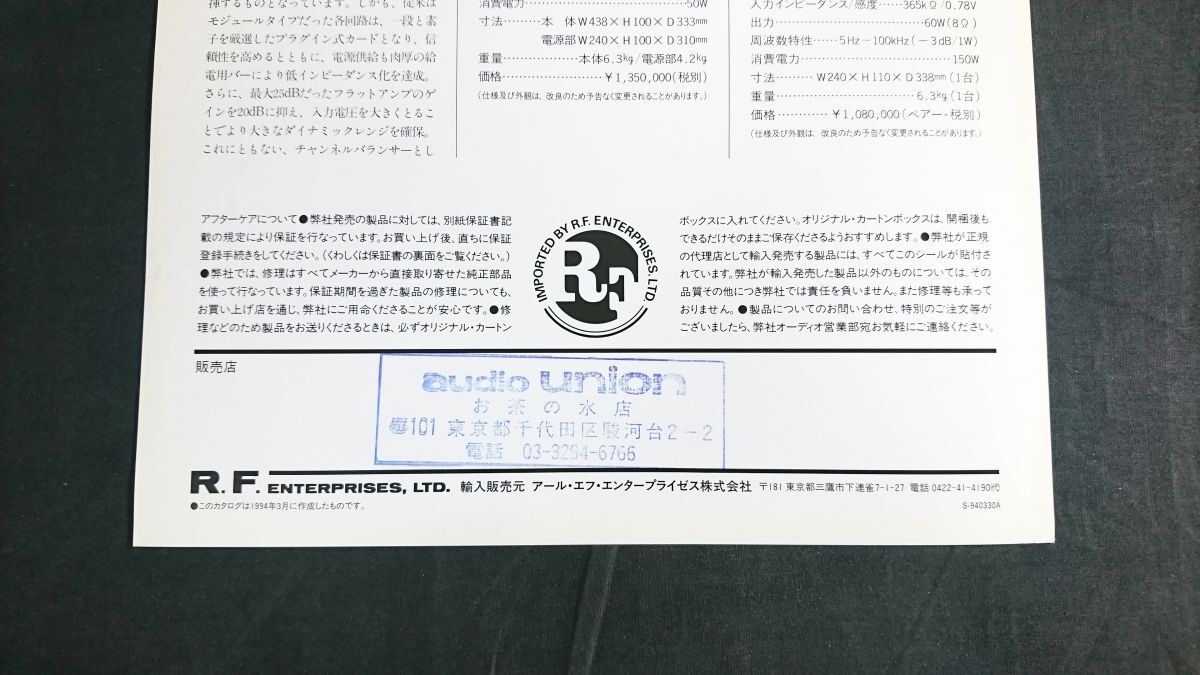 揮するものとなっています。しかも、従来は
モジュールタイプだった各回路は、一段と素
子を厳選したプラグイン式カードとなり、信
頼性を高めるとともに、電源供給も肉厚の給
電用バーにより低インピーダンス化を達成。
さらに、最大25dBだったフラットアンプのゲ
インを20dBに抑え、入力電圧を大きくとるこ
とでより大きなダイナミックレンジを確保。
これにともない、チャンネルバランサーとし
消費電力……………………50W
寸法………本 体W438×H100×D333mm
電源部W240×H100×D310mm
重量…………本体6.3kg/電源部4.2kg
価格………………¥1,350,000(税別)
(仕様及び外観は、改良のため予告なく変更されることがあります。)
入力インピーダンス/感度……365kΩ/0.78V
出力……………………60W(8Ω)
周波数特性……5Hz~100kHz(-3dB/1W)
消費電力……………………150W
寸法………W240×H110×D338mm(1台)
重量……………………6.3kg(1台)
価格…………¥1,080,000(ペアー・税別)
(仕様及び外観は、改良のため予告なく変更されることがあります。)
アフターケアについて●弊社発売の製品に対しては、別紙保証書記
載の規定により保証を行なっています。お買い上げ後、直ちに保証
登録手続きをしてください。(くわしくは保証書の裏面をご覧ください。)
●弊社では、修理はすべてメーカーから直接取り寄せた純正部品
を使って行なっています。保証期間を過ぎた製品の修理についても、
お買い上げ店を通じ、弊社にご用命くださることが安心です。●修
理などのため製品をお送りくださるときは、必ずオリジナル・カートン
IMPORTED BY R.F. ENTERPRISES. LTD.
RF
ボックスに入れてください。オリジナル・カートンボックスは、開梱後も
できるだけそのままご保存くださるようおすすめします。●弊社が正規
の代理店として輸入発売する製品には、すべてこのシールが貼付さ
れています。弊社が輸入発売した製品以外のものについては、その
品質その他につき弊社では責任を負いません。また修理等も承って
おりません。●製品についてのお問い合わせ、特別のご注文等が
ございましたら、弊社オーディオ営業部宛お気軽にご連絡ください。
販売店
audio union
お茶の水店
101 東京都千代田区駿河台2-2
電話 03-3294-6766
R.F. ENTERPRISES, LTD. 輸入販売元 アール・エフ・エンタープライゼス株式会社 〒181 東京都三鷹市下連雀7-1-27 電話 0422-41-4190㈹
●このカタログは1994年3月に作成したものです。
S-940330A